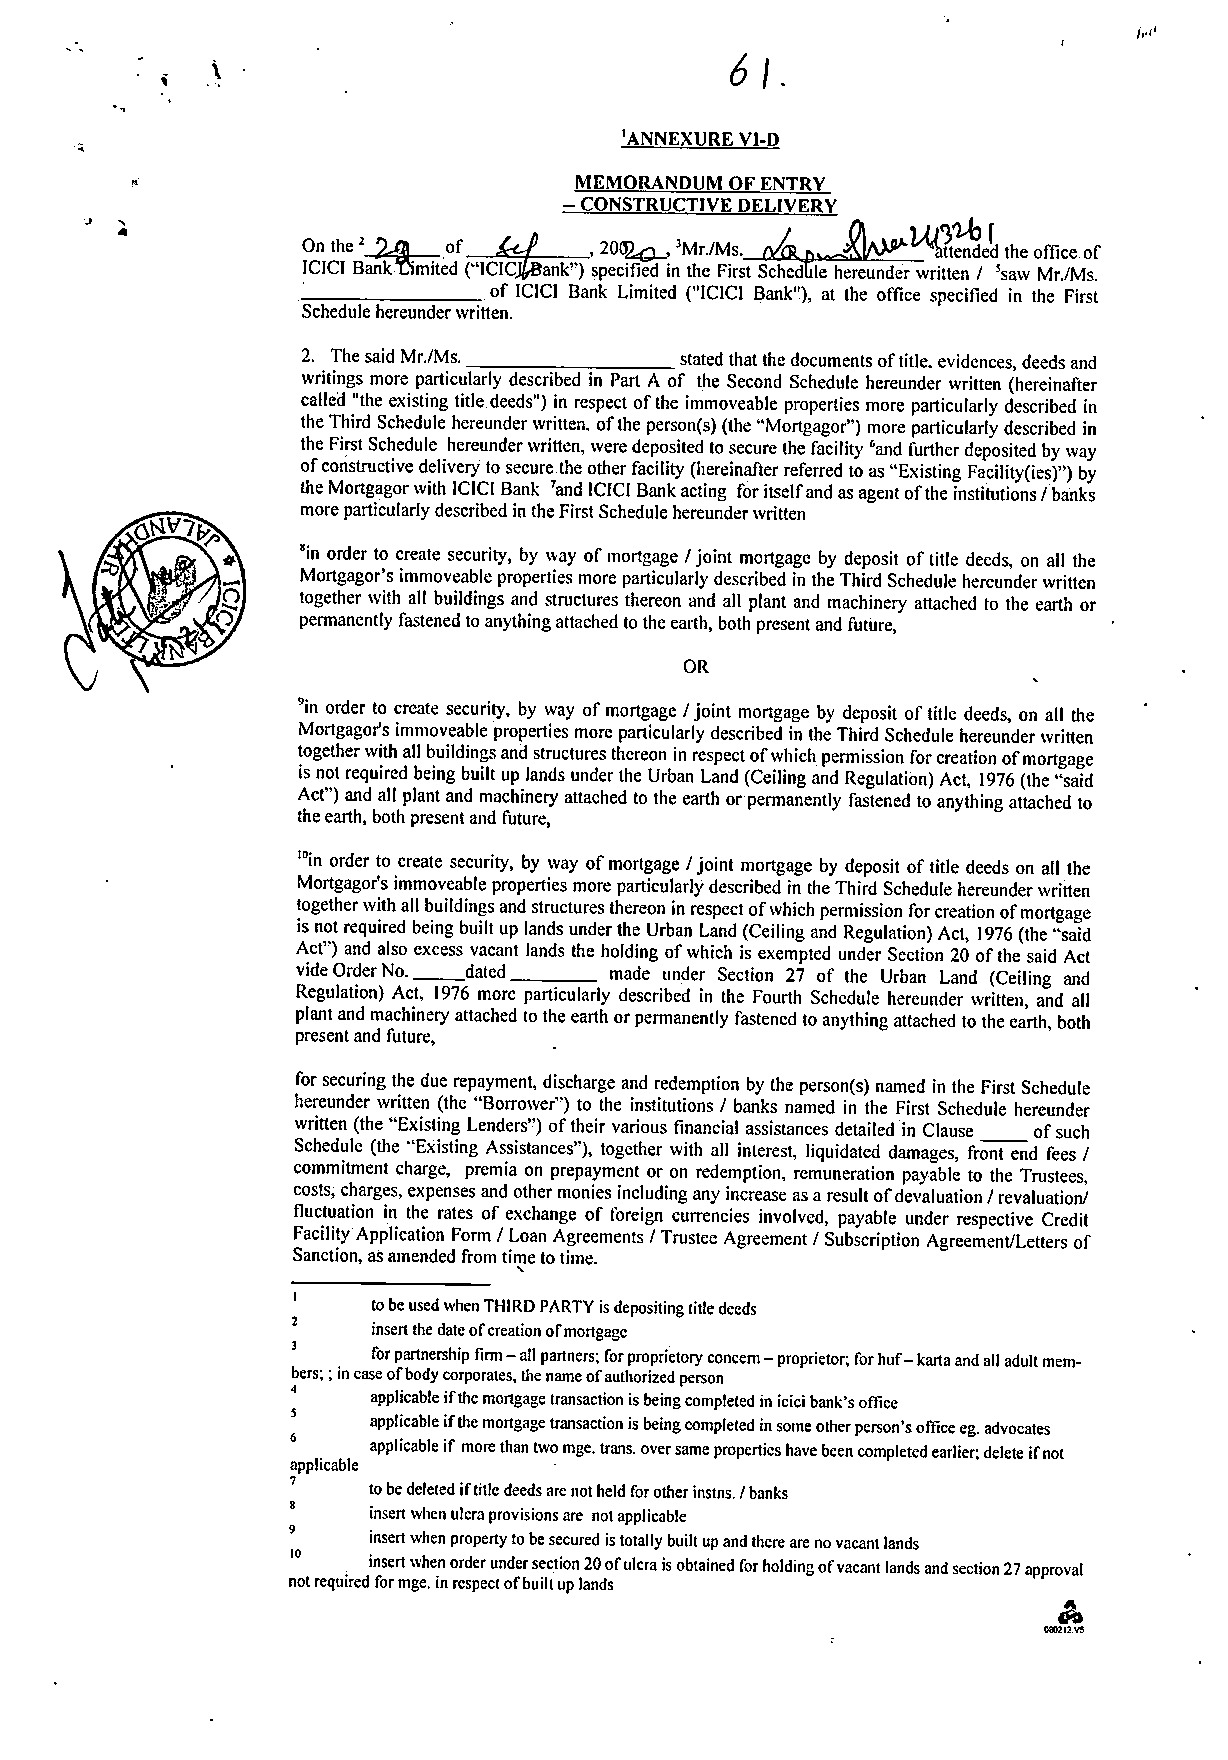 61.
¹ANNEXURE VI-D
MEMORANDUM OF ENTRY
– CONSTRUCTIVE DELIVERY
On the ² 29 of Sep , 2020 , ³Mr./Ms. attended the office of
ICICI Bank Limited (“ICICI Bank”) specified in the First Schedule hereunder written / ⁵saw Mr./Ms.
____________________ of ICICI Bank Limited ("ICICI Bank"), at the office specified in the First
Schedule hereunder written.
2. The said Mr./Ms. ______________________ stated that the documents of title. evidences, deeds and
writings more particularly described in Part A of the Second Schedule hereunder written (hereinafter
called "the existing title deeds") in respect of the immoveable properties more particularly described in
the Third Schedule hereunder written, of the person(s) (the “Mortgagor”) more particularly described in
the First Schedule hereunder written, were deposited to secure the facility ⁶and further deposited by way
of constructive delivery to secure the other facility (hereinafter referred to as “Existing Facility(ies)”) by
the Mortgagor with ICICI Bank ⁷and ICICI Bank acting for itself and as agent of the institutions / banks
more particularly described in the First Schedule hereunder written
ICICI BANK LTD. ★ JALANDHAR
⁸in order to create security, by way of mortgage / joint mortgage by deposit of title deeds, on all the
Mortgagor’s immoveable properties more particularly described in the Third Schedule hereunder written
together with all buildings and structures thereon and all plant and machinery attached to the earth or
permanently fastened to anything attached to the earth, both present and future,
OR
⁹in order to create security, by way of mortgage / joint mortgage by deposit of title deeds, on all the
Mortgagor's immoveable properties more particularly described in the Third Schedule hereunder written
together with all buildings and structures thereon in respect of which permission for creation of mortgage
is not required being built up lands under the Urban Land (Ceiling and Regulation) Act, 1976 (the “said
Act”) and all plant and machinery attached to the earth or permanently fastened to anything attached to
the earth, both present and future,
¹⁰in order to create security, by way of mortgage / joint mortgage by deposit of title deeds on all the
Mortgagor's immoveable properties more particularly described in the Third Schedule hereunder written
together with all buildings and structures thereon in respect of which permission for creation of mortgage
is not required being built up lands under the Urban Land (Ceiling and Regulation) Act, 1976 (the “said
Act”) and also excess vacant lands the holding of which is exempted under Section 20 of the said Act
vide Order No. _____dated ________ made under Section 27 of the Urban Land (Ceiling and
Regulation) Act, 1976 more particularly described in the Fourth Schedule hereunder written, and all
plant and machinery attached to the earth or permanently fastened to anything attached to the earth, both
present and future,
for securing the due repayment, discharge and redemption by the person(s) named in the First Schedule
hereunder written (the “Borrower”) to the institutions / banks named in the First Schedule hereunder
written (the “Existing Lenders”) of their various financial assistances detailed in Clause _____ of such
Schedule (the “Existing Assistances”), together with all interest, liquidated damages, front end fees /
commitment charge, premia on prepayment or on redemption, remuneration payable to the Trustees,
costs, charges, expenses and other monies including any increase as a result of devaluation / revaluation/
fluctuation in the rates of exchange of foreign currencies involved, payable under respective Credit
Facility Application Form / Loan Agreements / Trustee Agreement / Subscription Agreement/Letters of
Sanction, as amended from time to time.
1 to be used when THIRD PARTY is depositing title deeds
2 insert the date of creation of mortgage
3 for partnership firm – all partners; for proprietory concern – proprietor; for huf – karta and all adult mem-
bers; ; in case of body corporates, the name of authorized person
4 applicable if the mortgage transaction is being completed in icici bank’s office
5 applicable if the mortgage transaction is being completed in some other person’s office eg. advocates
6 applicable if more than two mge. trans. over same properties have been completed earlier; delete if not
applicable
7 to be deleted if title deeds are not held for other instns. / banks
8 insert when ulcra provisions are not applicable
9 insert when property to be secured is totally built up and there are no vacant lands
10 insert when order under section 20 of ulcra is obtained for holding of vacant lands and section 27 approval
not required for mge. in respect of built up lands
080212.V5